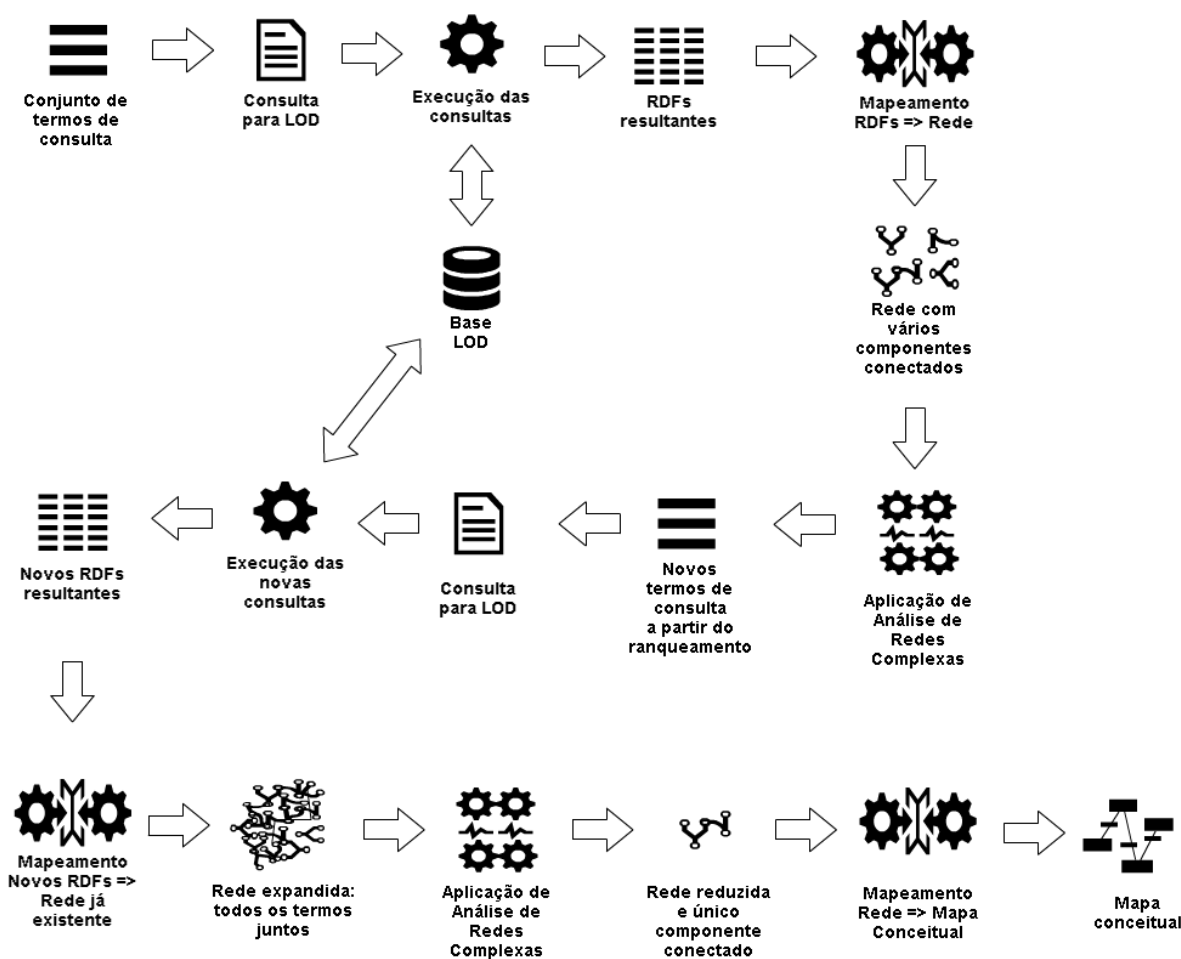 Conjunto de
termos de
consulta
Consulta
para LOD
Execução das
consultas
RDFs
resultantes
Mapeamento
RDFs => Rede
Base
LOD
Rede com
vários
componentes
conectados
Aplicação de
Análise de
Redes
Complexas
Novos
termos de
consulta
a partir do
ranqueamento
Consulta
para LOD
Execução das
novas
consultas
Novos RDFs
resultantes
Mapeamento
Novos RDFs =>
Rede já
existente
Rede expandida:
todos os termos
juntos
Aplicação de
Análise de
Redes
Complexas
Rede reduzida
e único
componente
conectado
Mapeamento
Rede => Mapa
Conceitual
Mapa
conceitual